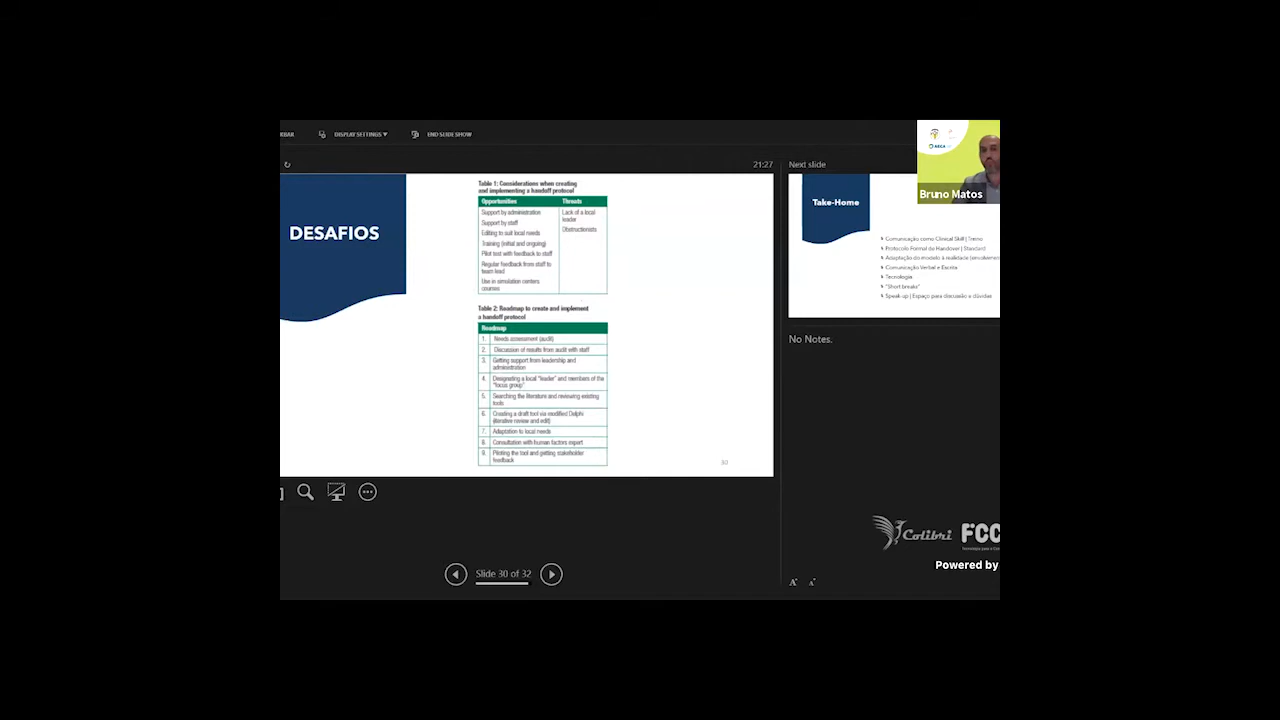 KBAR
DISPLAY SETTINGS
END SLIDE SHOW
21:27
Next slide
Bruno Matos
DESAFIOS
Table 1: Considerations when creating
and implementing a handoff protocol
Opportunities Threats
Support by administration
Support by staff
Editing to suit local needs
Training (initial and ongoing)
Pilot test with feedback to staff
Regular feedback from staff to
team lead
Use in simulation centers
courses
Lack of a local
leader
Obstructionists
Table 2: Roadmap to create and implement
a handoff protocol
Roadmap
1. Needs assessment (audit)
2. Discussion of results from audit with staff
3. Getting support from leadership and
administration
4. Designating a local "leader" and members of the
"focus group"
5. Searching the literature and reviewing existing
tools
6. Creating a draft tool via modified Delphi
(iterative review and edit)
7. Adaptation to local needs
8. Consultation with human factors expert
9. Piloting the tool and getting stakeholder
feedback
30
Take-Home
Comunicação como Clinical Skill | Treino
Protocolo Formal de Handover | Standard
Adaptação do modelo à realidade (envolvimen
Comunicação Verbal e Escrita
Tecnologia
"Short breaks"
Speak up | Espaço para discussão e dúvidas
No Notes.
Slide 30 of 32
Colibri
FCC
Powered by
A A